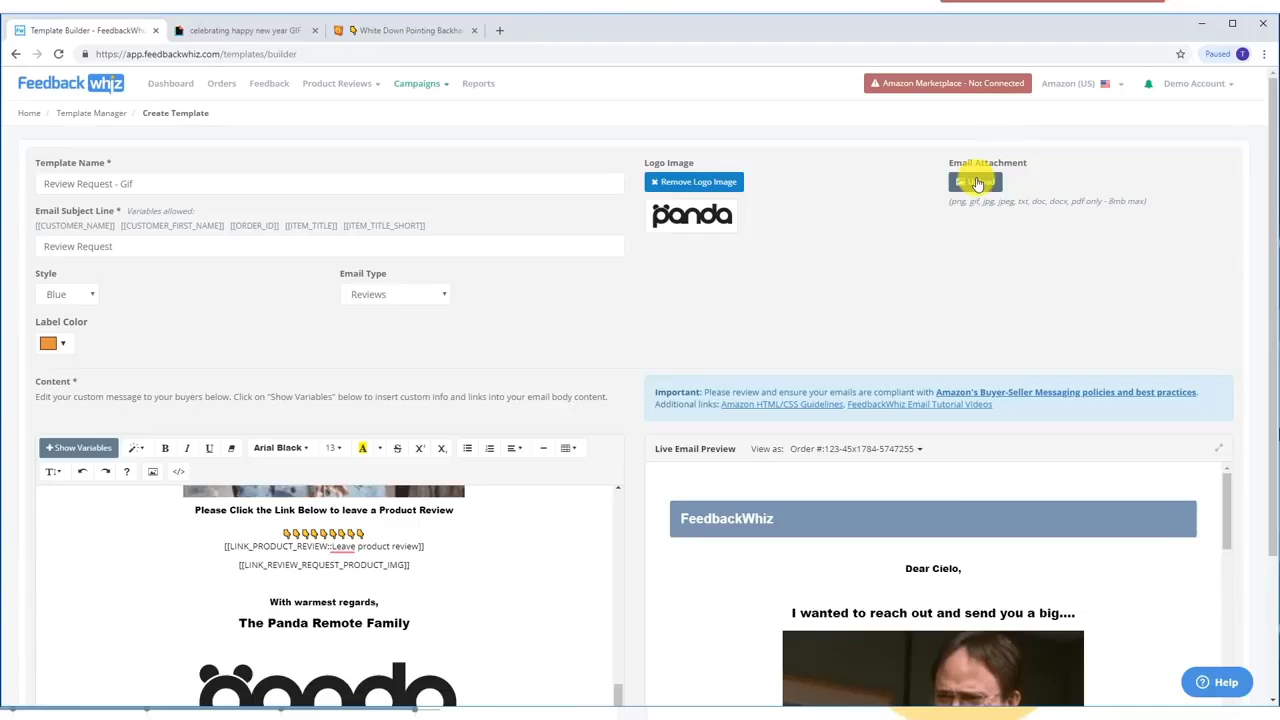 Template Builder - FeedbackWhi
celebrating happy new year GIF
White Down Pointing Backha
https://app.feedbackwhiz.com/templates/builder
Paused
T
Feedback whiz
Dashboard
Orders
Feedback
Product Reviews
Campaigns
Reports
Amazon Marketplace - Not Connected
Amazon (US)
Demo Account
Home / Template Manager / Create Template
Template Name *
Review Request - Gif
Email Subject Line * Variables allowed:
[[CUSTOMER_NAME]] [[CUSTOMER_FIRST_NAME]] [[ORDER_ID]] [[ITEM_TITLE]] [[ITEM_TITLE_SHORT]]
Review Request
Style
Blue
Email Type
Reviews
Label Color
Logo Image
Remove Logo Image
panda
Email Attachment
(png, gif, jpg, jpeg, txt, doc, docx, pdf only - 8mb max)
Content *
Edit your custom message to your buyers below. Click on "Show Variables" below to insert custom info and links into your email body content.
Important: Please review and ensure your emails are compliant with Amazon's Buyer-Seller Messaging policies and best practices.
Additional links: Amazon HTML/CSS Guidelines, FeedbackWhiz Email Tutorial Videos
+ Show Variables
B
I
U
Arial Black
13
A
S
X²
X₂
T
?
</>
Please Click the Link Below to leave a Product Review
[[LINK_PRODUCT_REVIEW::Leave product review]]
[[LINK_REVIEW_REQUEST_PRODUCT_IMG]]
With warmest regards,
The Panda Remote Family
panda
Live Email Preview
View as: Order #:123-45x1784-5747255
FeedbackWhiz
Dear Cielo,
I wanted to reach out and send you a big....
Help